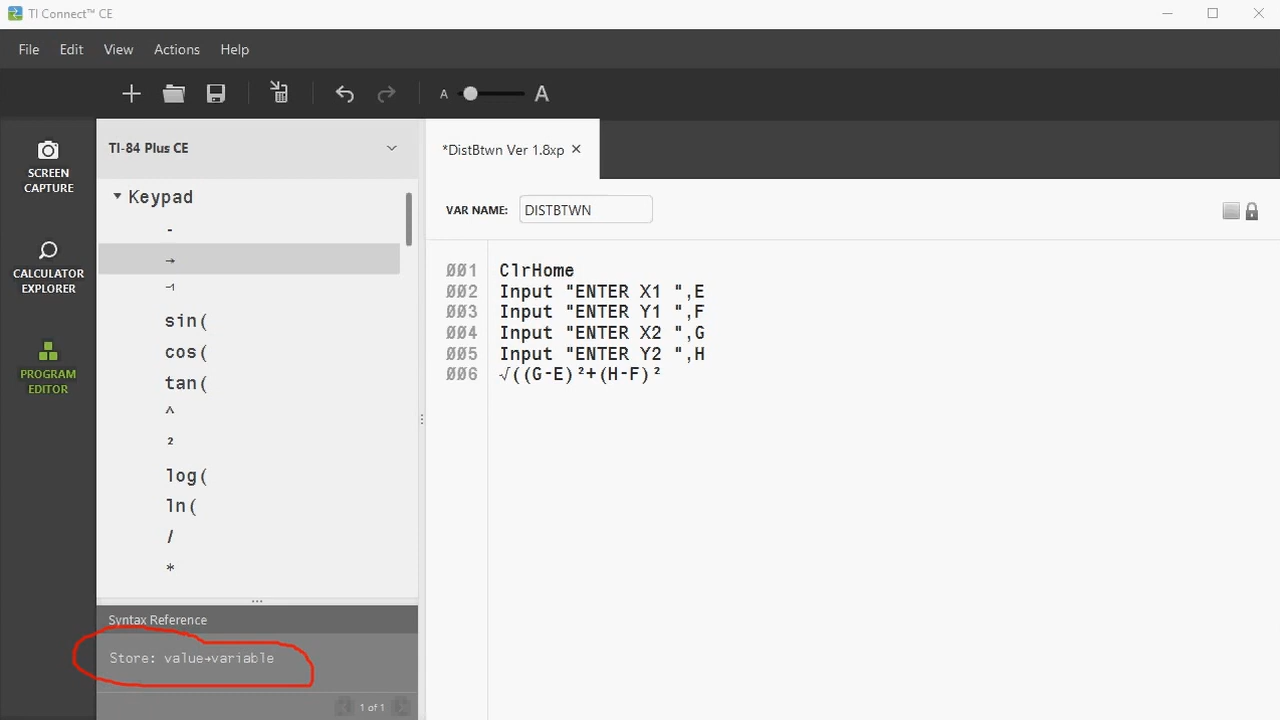 TI Connect™ CE
File Edit View Actions Help
A A
SCREEN
CAPTURE
CALCULATOR
EXPLORER
PROGRAM
EDITOR
TI-84 Plus CE
Keypad
-
→
⁻¹
sin(
cos(
tan(
^
²
log(
ln(
/
*
Syntax Reference
Store: value→variable
1 of 1
*DistBtwn Ver 1.8xp ×
VAR NAME: DISTBTWN
001 ClrHome
002 Input "ENTER X1 ",E
003 Input "ENTER Y1 ",F
004 Input "ENTER X2 ",G
005 Input "ENTER Y2 ",H
006 √((G-E)²+(H-F)²